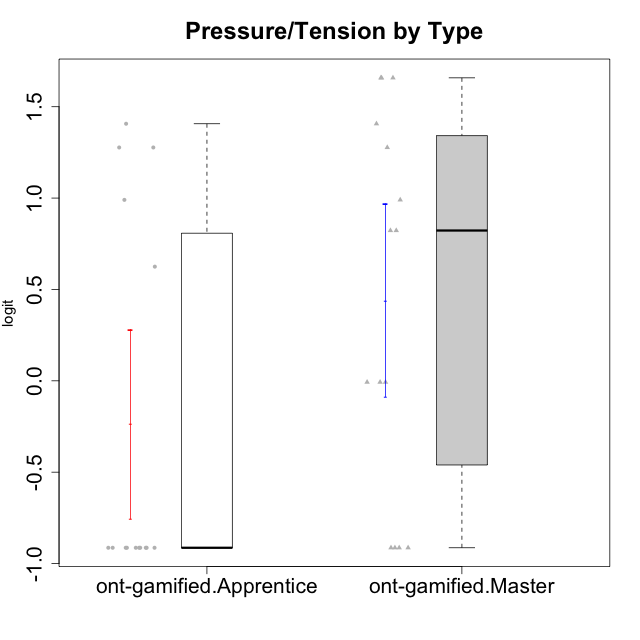 Pressure/Tension by Type
logit
1.5
1.0
0.5
0.0
-0.5
-1.0
ont-gamified.Apprentice
ont-gamified.Master